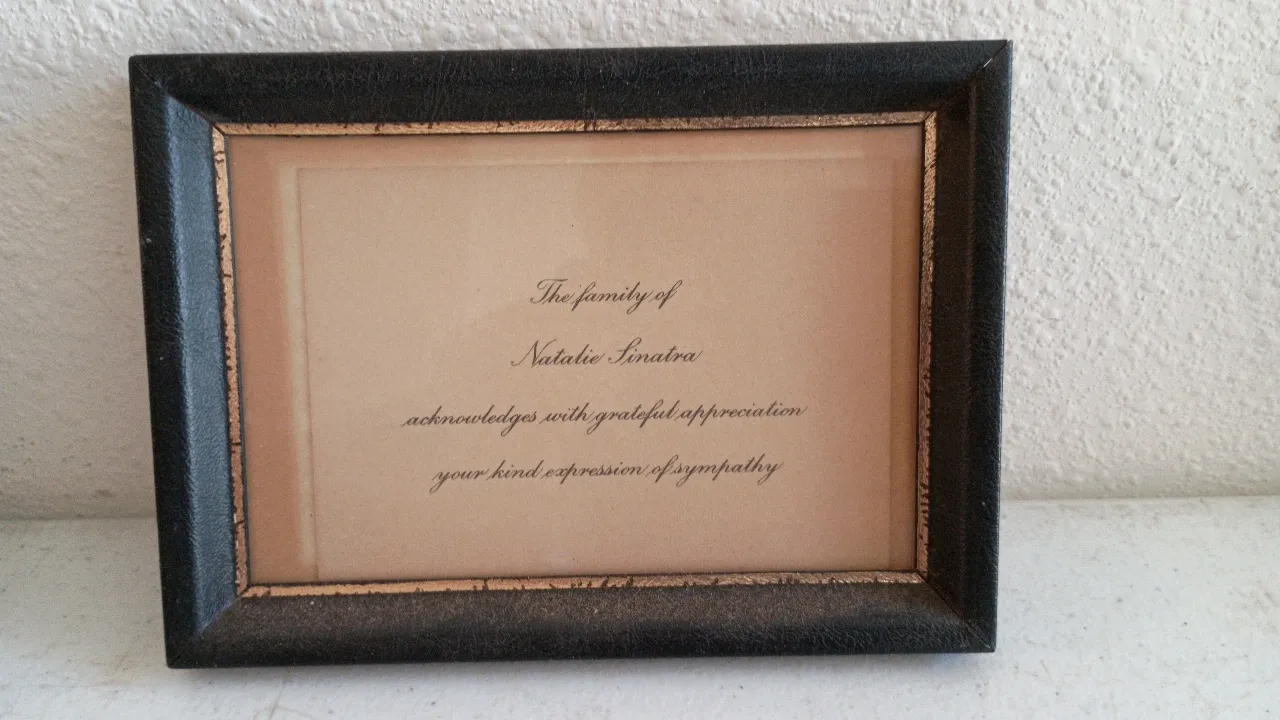 The family of
Natalie Sinatra
acknowledges with grateful appreciation
your kind expression of sympathy